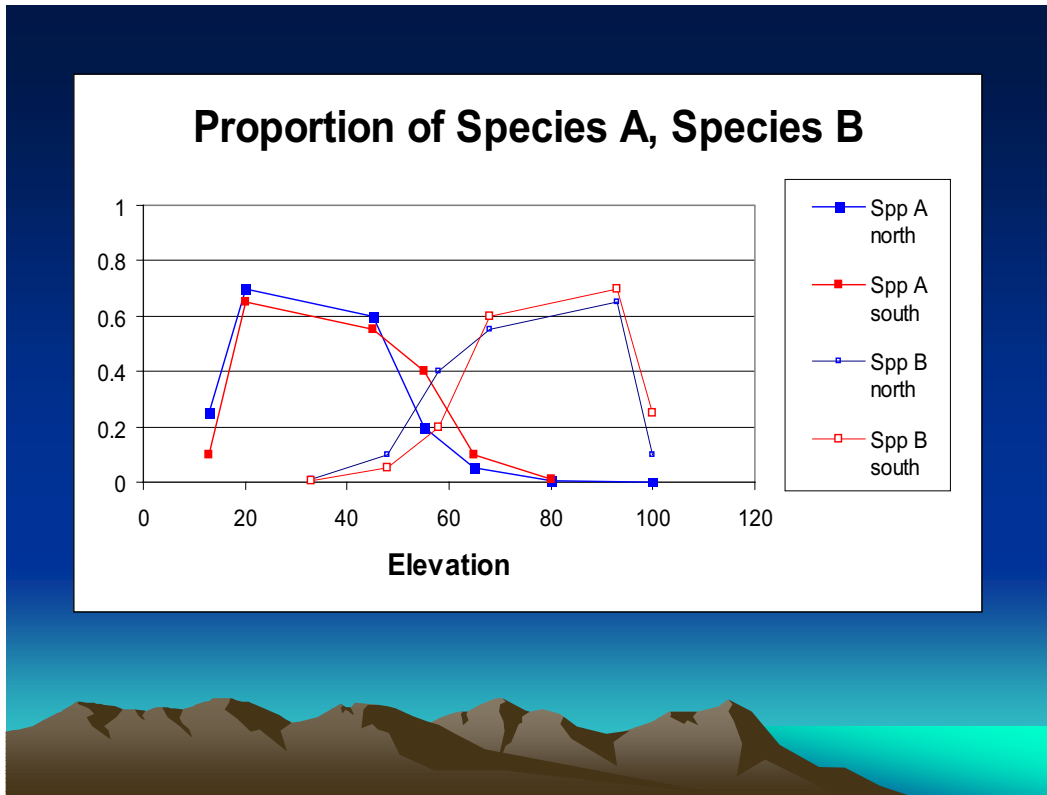 Proportion of Species A, Species B
1
0.8
0.6
0.4
0.2
0
0 20 40 60 80 100 120
Elevation
Spp A
north
Spp A
south
Spp B
north
Spp B
south